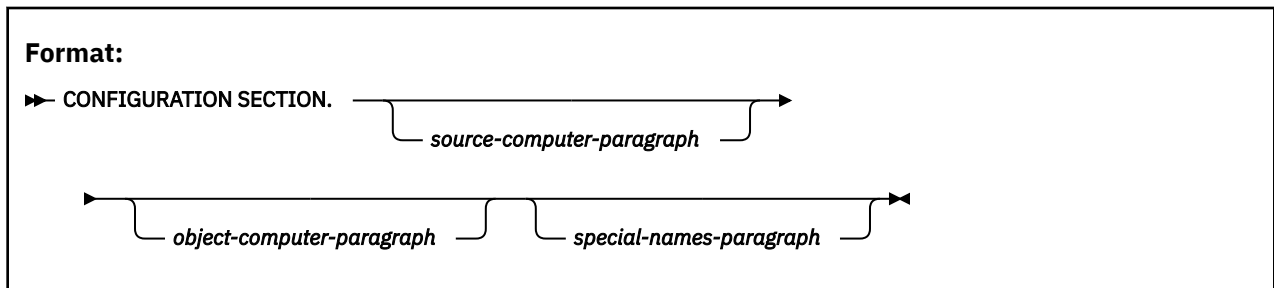 Format:
CONFIGURATION SECTION.
source-computer-paragraph
object-computer-paragraph special-names-paragraph